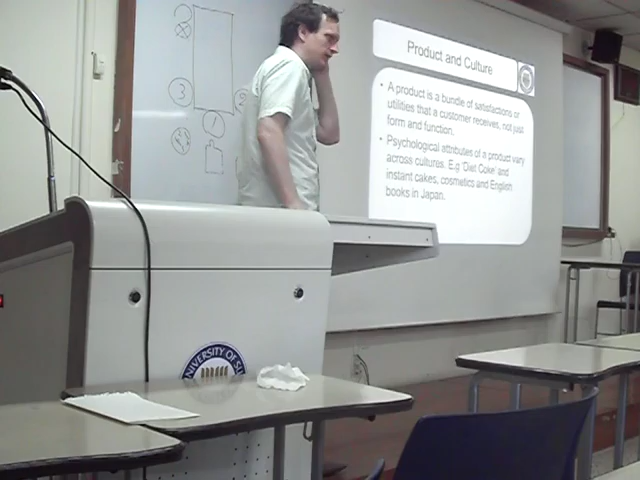 Product and Culture
• A product is a bundle of satisfactions or
utilities that a customer receives, not just
form and function.
• Psychological attributes of a product vary
across cultures. E.g 'Diet Coke' and
instant cakes, cosmetics and English
books in Japan.
2
3
1
UNIVERSITY OF